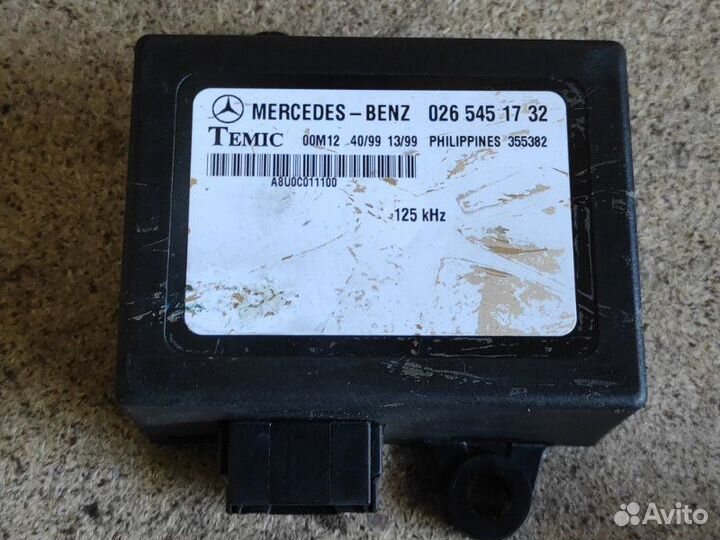 MERCEDES-BENZ 026 545 17 32
TEMIC 00M12 40/99 13/99 PHILIPPINES 355382
A8U0C011100
125 kHz
Avito